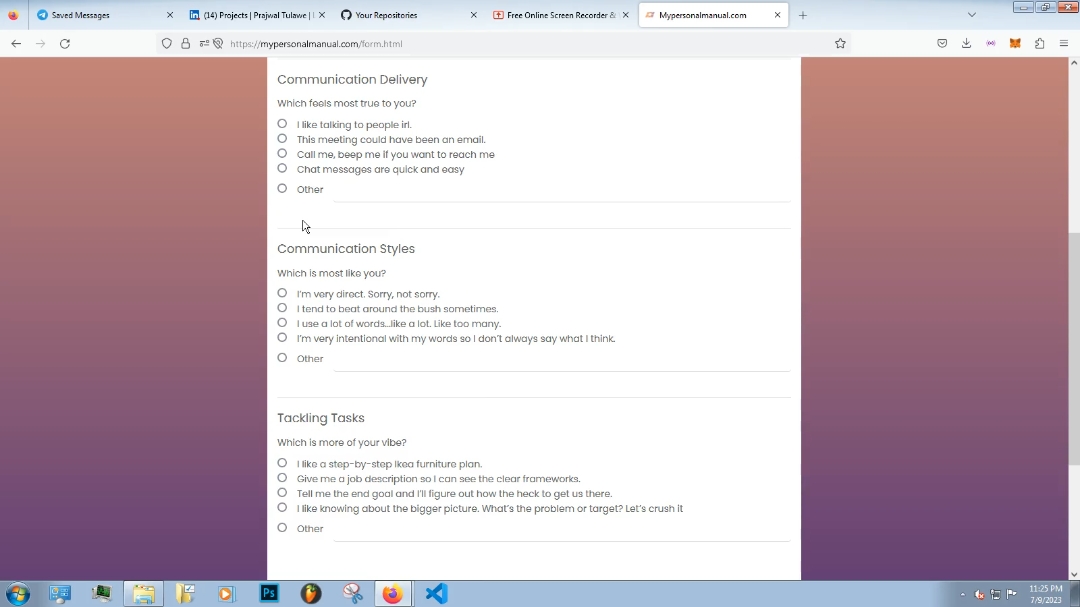 Saved Messages
(14) Projects | Prajwal Tulawe | L
Your Repositories
Free Online Screen Recorder &
Mypersonalmanual.com
https://mypersonalmanual.com/form.html
Communication Delivery
Which feels most true to you?
I like talking to people irl.
This meeting could have been an email.
Call me, beep me if you want to reach me
Chat messages are quick and easy
Other
Communication Styles
Which is most like you?
I'm very direct. Sorry, not sorry.
I tend to beat around the bush sometimes.
I use a lot of words...like a lot. Like too many.
I'm very intentional with my words so I don't always say what I think.
Other
Tackling Tasks
Which is more of your vibe?
I like a step-by-step Ikea furniture plan.
Give me a job description so I can see the clear frameworks.
Tell me the end goal and I'll figure out how the heck to get us there.
I like knowing about the bigger picture. What's the problem or target? Let's crush it
Other
Ps
11:25 PM
7/9/2023